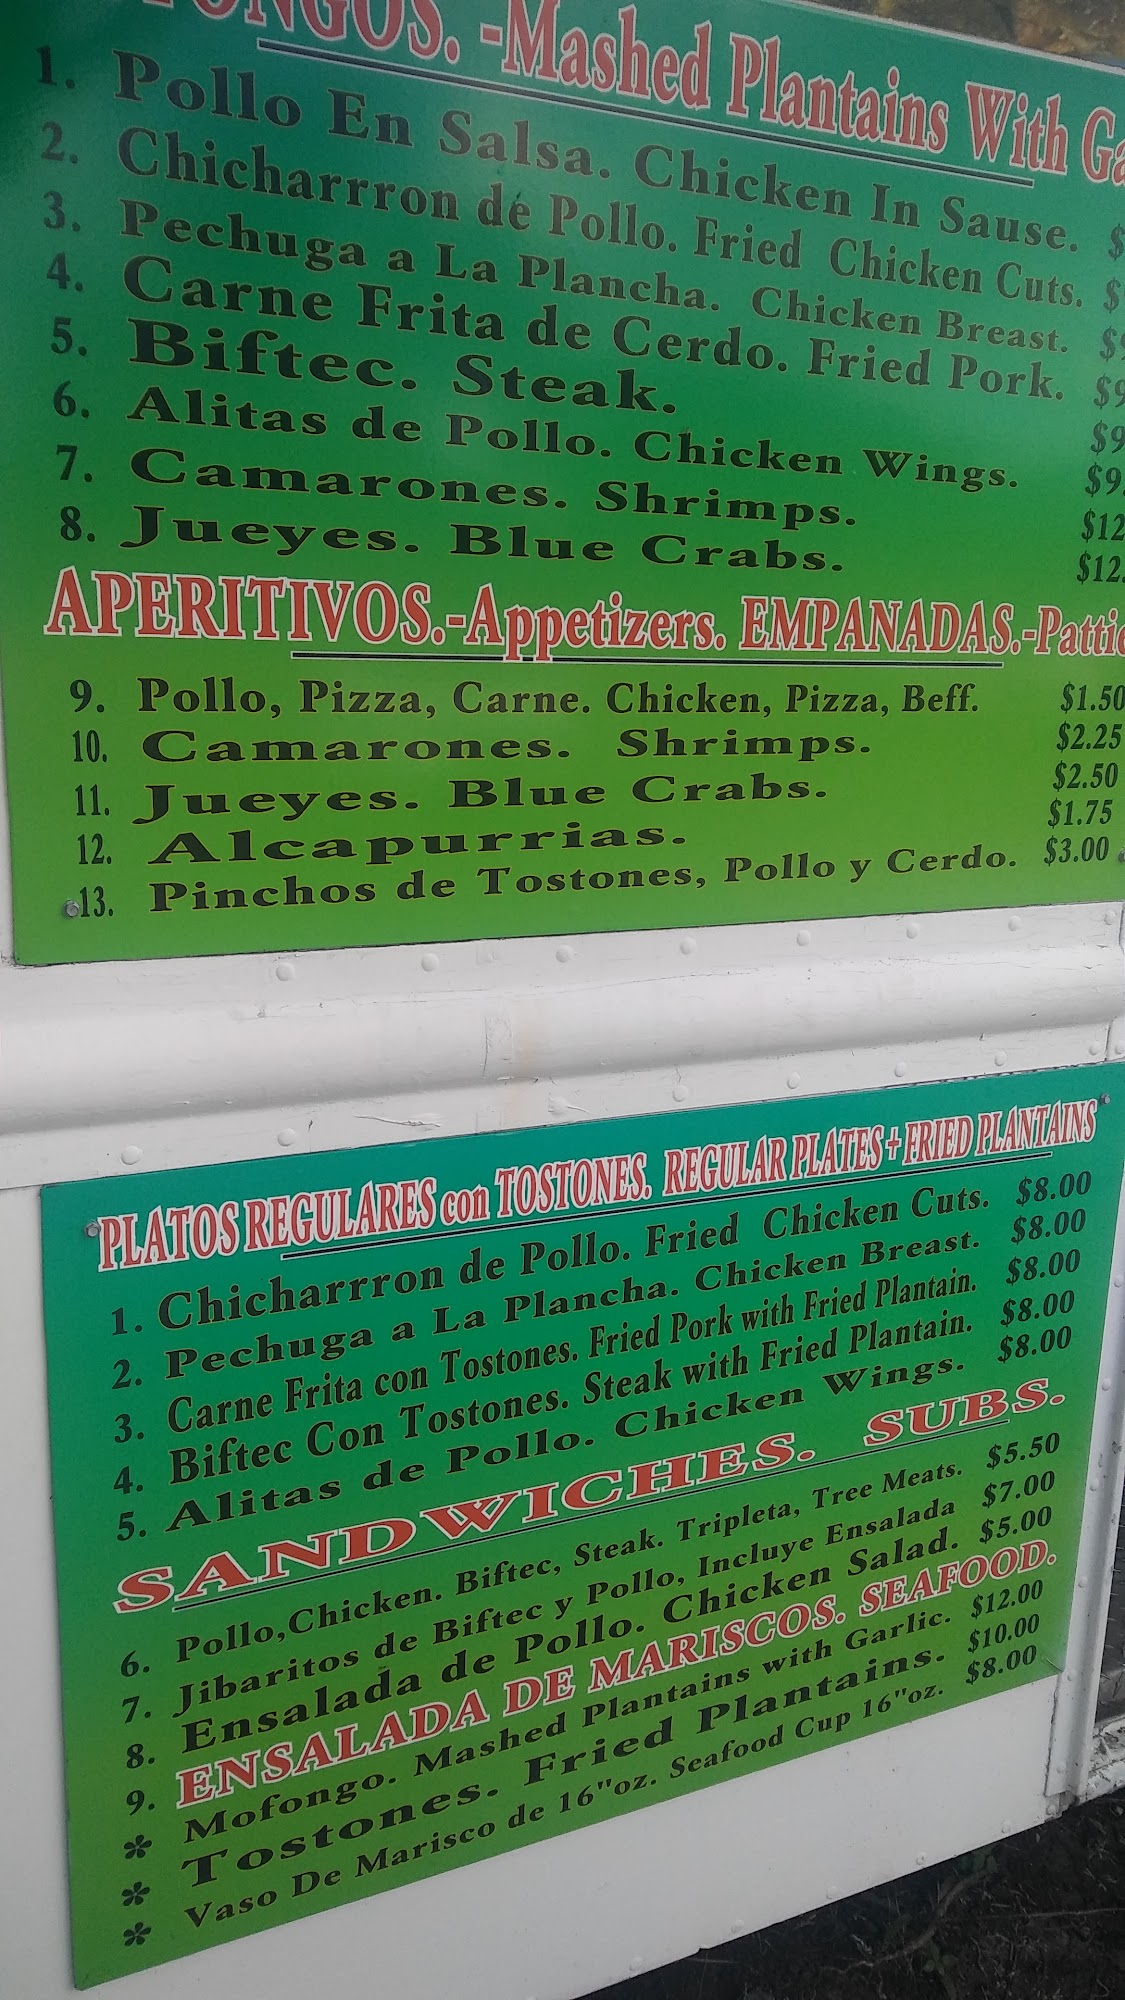 ONGOS. -Mashed Plantains With Ga
1. Pollo En Salsa. Chicken In Sause. $
2. Chicharrron de Pollo. Fried Chicken Cuts. $
3. Pechuga a La Plancha. Chicken Breast. $9
4. Carne Frita de Cerdo. Fried Pork. $9
5. Biftec. Steak. $9
6. Alitas de Pollo. Chicken Wings. $9.
7. Camarones. Shrimps. $12
8. Jueyes. Blue Crabs. $12.
APERITIVOS.-Appetizers. EMPANADAS.-Pattie
9. Pollo, Pizza, Carne. Chicken, Pizza, Beff. $1.50
10. Camarones. Shrimps. $2.25
11. Jueyes. Blue Crabs. $2.50
12. Alcapurrias. $1.75
13. Pinchos de Tostones, Pollo y Cerdo. $3.00
PLATOS REGULARES con TOSTONES. REGULAR PLATES + FRIED PLANTAINS
1. Chicharrron de Pollo. Fried Chicken Cuts. $8.00
2. Pechuga a La Plancha. Chicken Breast. $8.00
3. Carne Frita con Tostones. Fried Pork with Fried Plantain. $8.00
4. Biftec Con Tostones. Steak with Fried Plantain. $8.00
5. Alitas de Pollo. Chicken Wings. $8.00
SANDWICHES. SUBS.
6. Pollo,Chicken. Biftec, Steak. Tripleta, Tree Meats. $5.50
7. Jibaritos de Biftec y Pollo, Incluye Ensalada $7.00
8. Ensalada de Pollo. Chicken Salad. $5.00
9. ENSALADA DE MARISCOS. SEAFOOD.
* Mofongo. Mashed Plantains with Garlic. $12.00
* Tostones. Fried Plantains. $10.00
* Vaso De Marisco de 16"oz. Seafood Cup 16"oz. $8.00